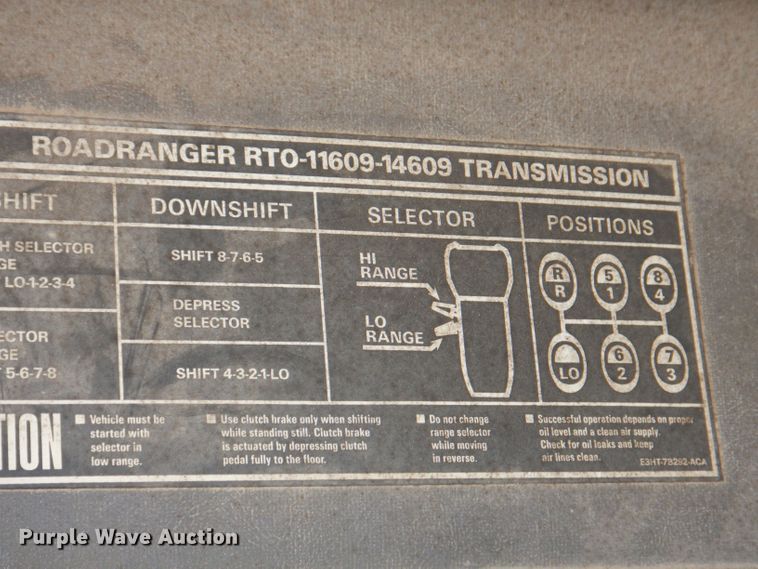 ROADRANGER RTO-11609-14609 TRANSMISSION
SHIFT
H SELECTOR
GE
LO-1-2-3-4
ECTOR
GE
5-6-7-8
DOWNSHIFT
SHIFT 8-7-6-5
DEPRESS
SELECTOR
SHIFT 4-3-2-1-LO
SELECTOR
HI
RANGE
LO
RANGE
POSITIONS
R 5 8
R 1 4
6 7
LO 2 3
TION
Vehicle must be
started with
selector in
low range.
Use clutch brake only when shifting
while standing still. Clutch brake
is actuated by depressing clutch
pedal fully to the floor.
Do not change
range selector
while moving
in reverse.
Successful operation depends on proper
oil level and a clean air supply.
Check for oil leaks and keep
air lines clean.
E3HT-7B292-ACA
Purple Wave Auction